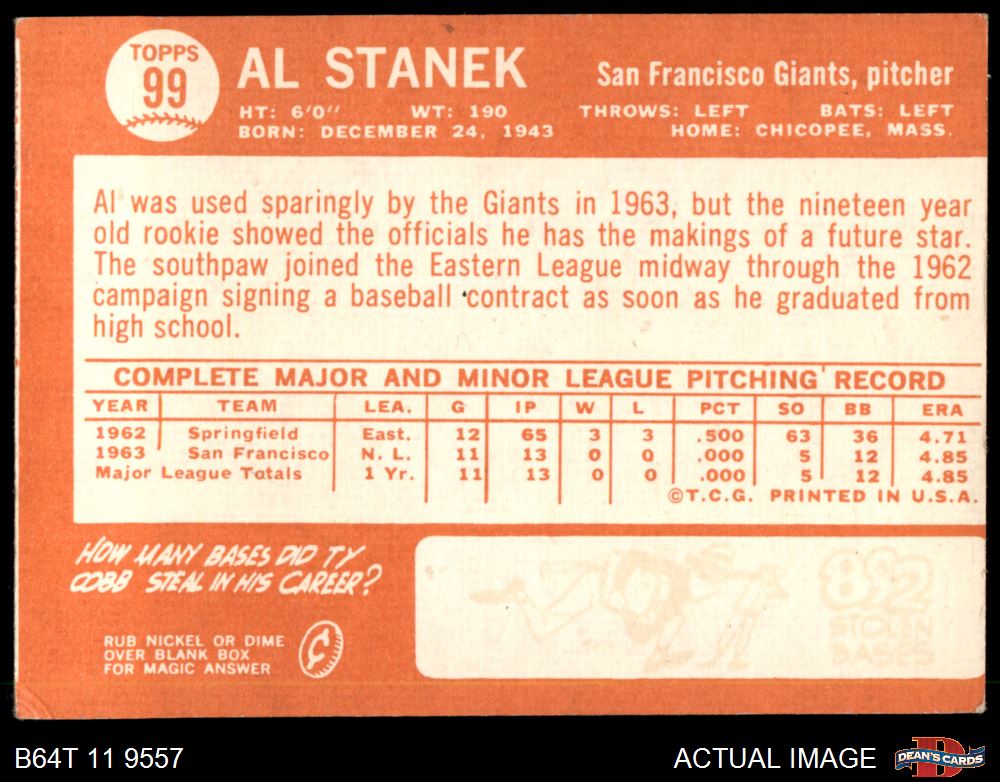 TOPPS
99
AL STANEK
San Francisco Giants, pitcher
HT: 6'0" WT: 190 THROWS: LEFT BATS: LEFT
BORN: DECEMBER 24, 1943 HOME: CHICOPEE, MASS.
Al was used sparingly by the Giants in 1963, but the nineteen year
old rookie showed the officials he has the makings of a future star.
The southpaw joined the Eastern League midway through the 1962
campaign signing a baseball contract as soon as he graduated from
high school.
COMPLETE MAJOR AND MINOR LEAGUE PITCHING RECORD
YEAR TEAM LEA. G IP W L PCT SO BB ERA
1962 Springfield East. 12 65 3 3 .500 63 36 4.71
1963 San Francisco N. L. 11 13 0 0 .000 5 12 4.85
Major League Totals 1 Yr. 11 13 0 0 .000 5 12 4.85
©T.C.G. PRINTED IN U.S.A.
HOW MANY BASES DID TY
COBB STEAL IN HIS CAREER?
RUB NICKEL OR DIME
OVER BLANK BOX
FOR MAGIC ANSWER
¢
892
STOLEN
BASES
B64T 11 9557
ACTUAL IMAGE
D
DEAN'S CARDS